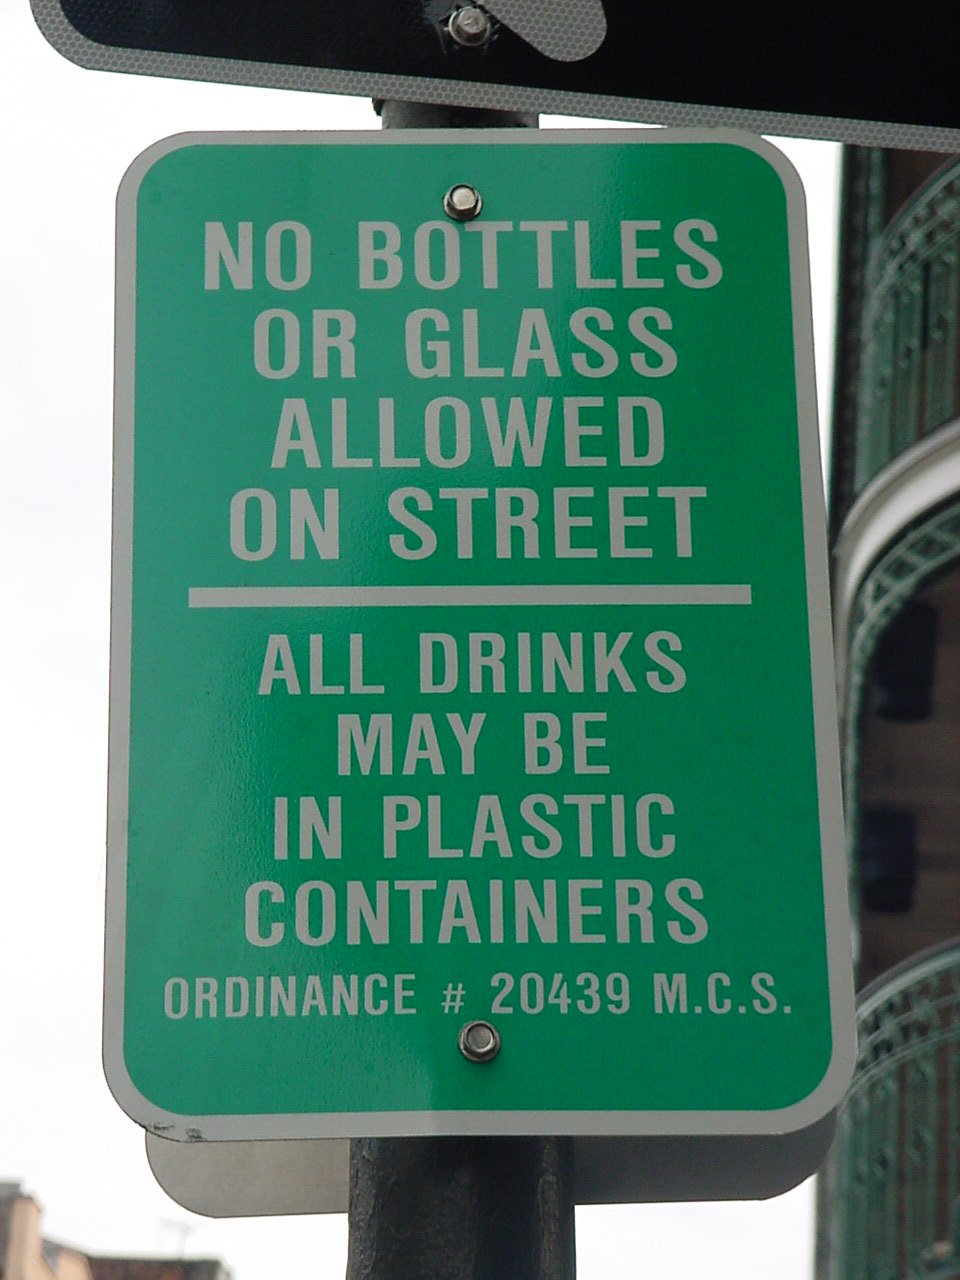 NO BOTTLES
OR GLASS
ALLOWED
ON STREET
ALL DRINKS
MAY BE
IN PLASTIC
CONTAINERS
ORDINANCE # 20439 M.C.S.